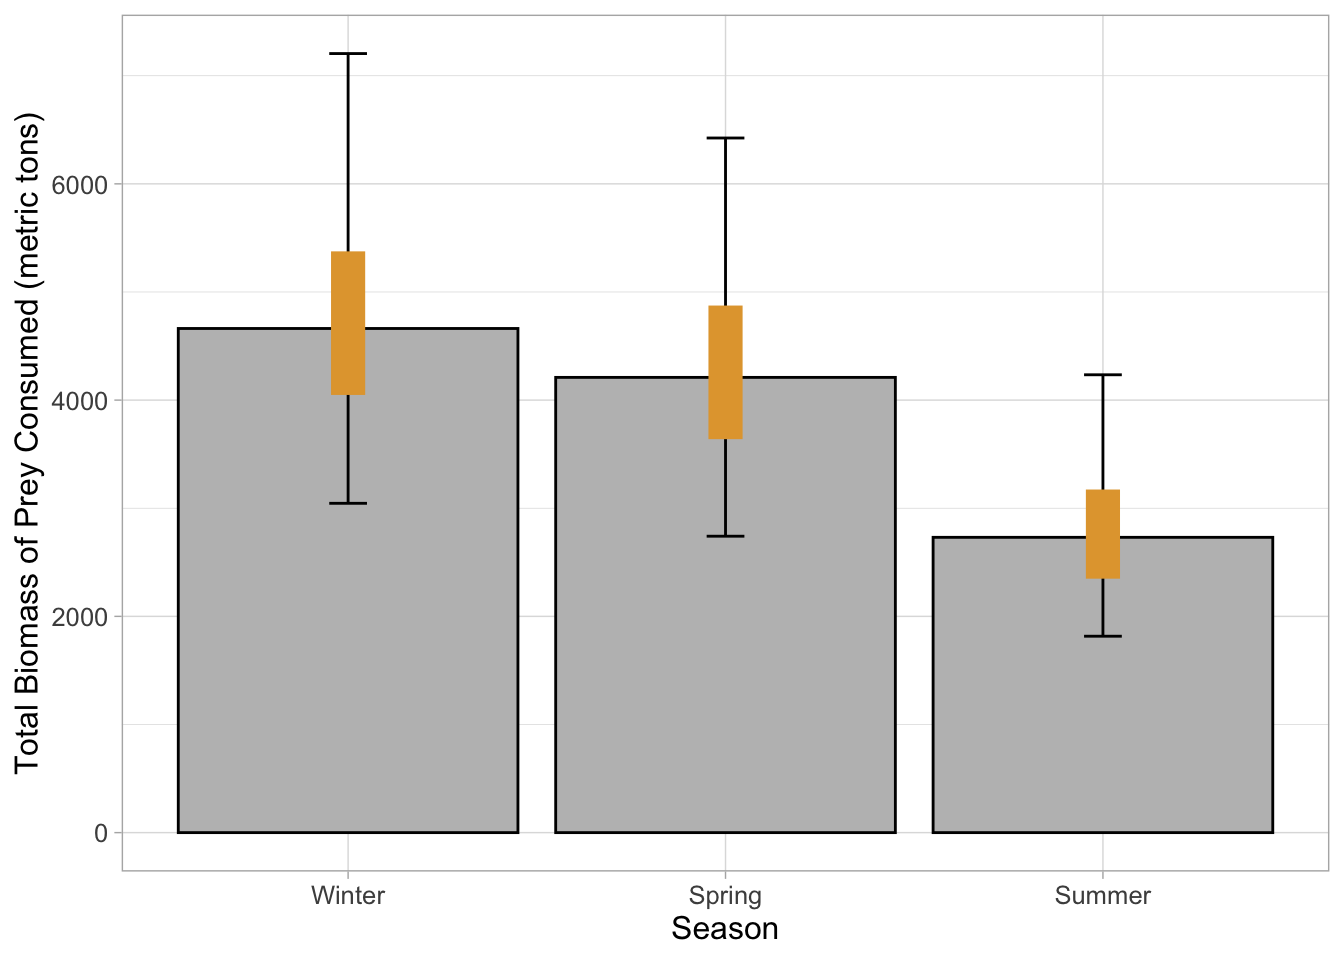 Total Biomass of Prey Consumed (metric tons)
6000
4000
2000
0
Winter Spring Summer
Season